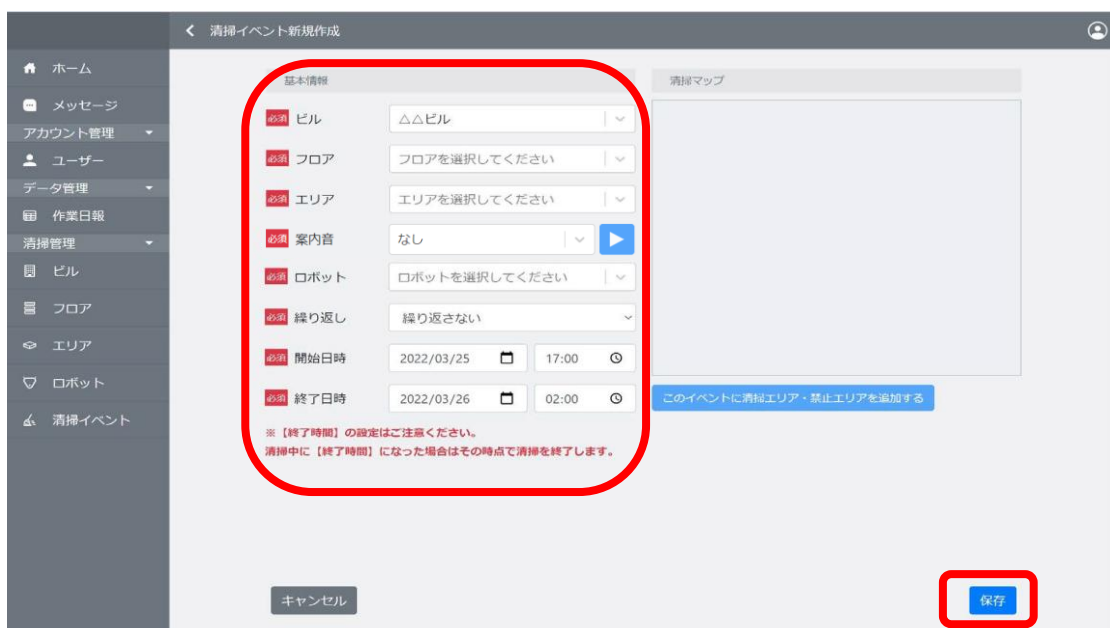 清掃イベント新規作成
ホーム
メッセージ
アカウント管理
ユーザー
データ管理
作業日報
清掃管理
ビル
フロア
エリア
ロボット
清掃イベント
基本情報
必須 ビル △△ビル
必須 フロア フロアを選択してください
必須 エリア エリアを選択してください
必須 案内音 なし
必須 ロボット ロボットを選択してください
必須 繰り返し 繰り返さない
必須 開始日時 2022/03/25 17:00
必須 終了日時 2022/03/26 02:00
※【終了時間】の設定はご注意ください。
清掃中に【終了時間】になった場合はその時点で清掃を終了します。
清掃マップ
このイベントに清掃エリア・禁止エリアを追加する
キャンセル
保存